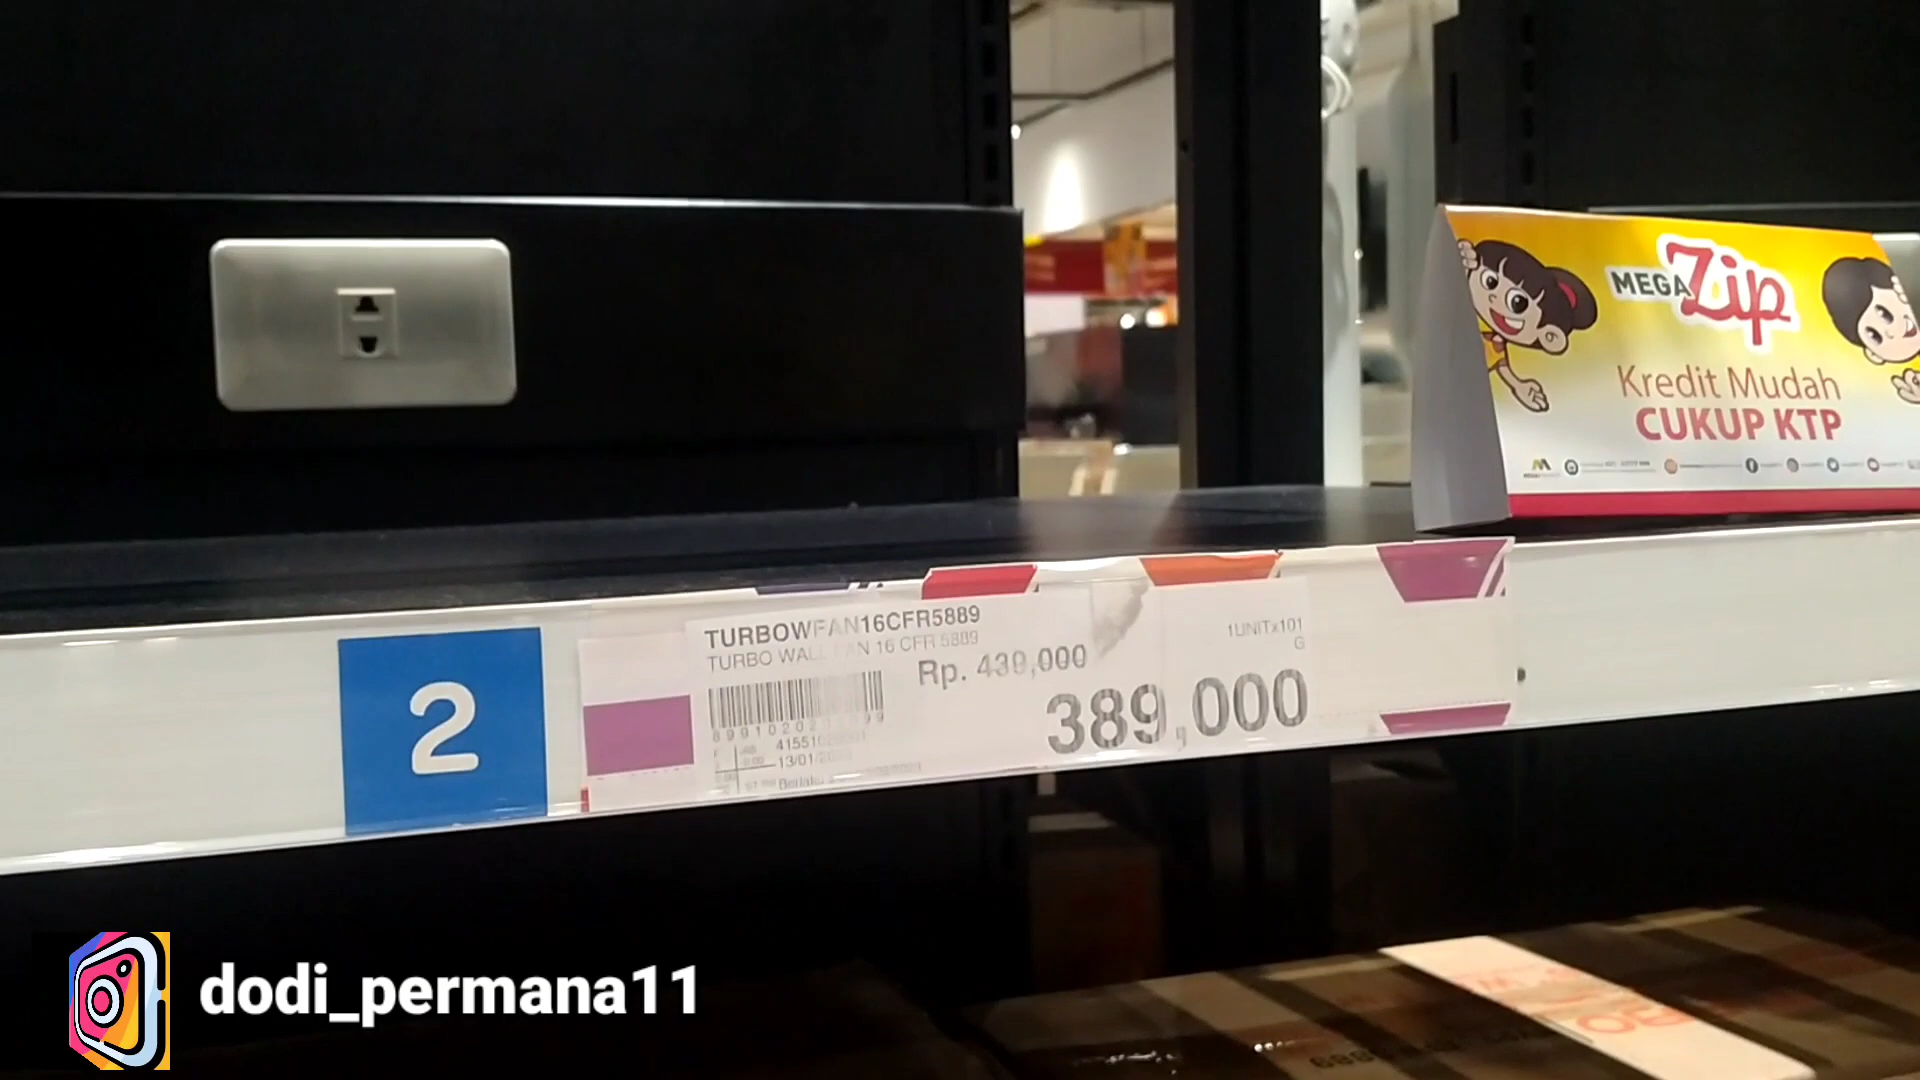 MEGA Zip
Kredit Mudah
CUKUP KTP
TURBOWFAN16CFR5889
TURBO WALL FAN 16 CFR 5889
1UNITx101
G
Rp. 439,000
389,000
2
dodi_permana11